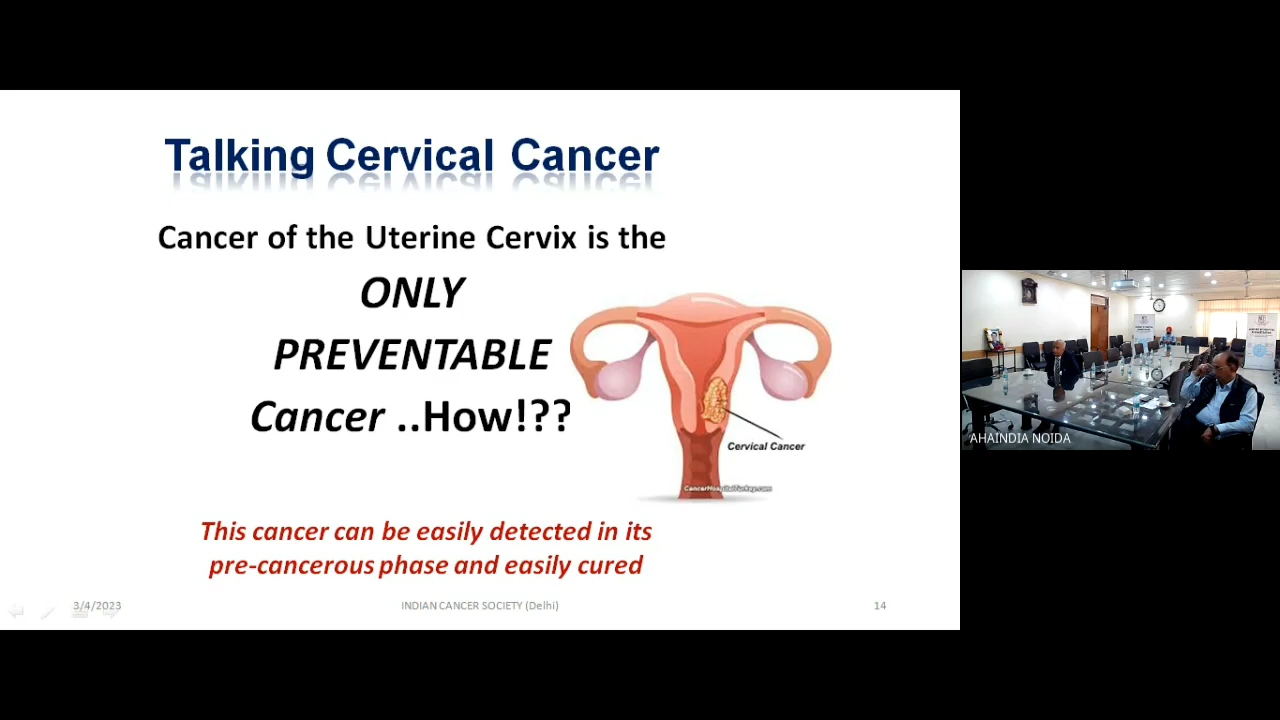 Talking Cervical Cancer
Cancer of the Uterine Cervix is the
ONLY
PREVENTABLE
Cancer ..How!??
Cervical Cancer
CancerHospitalTurkey.com
This cancer can be easily detected in its
pre-cancerous phase and easily cured
3/4/2023
INDIAN CANCER SOCIETY (Delhi)
14
AHAINDIA NOIDA